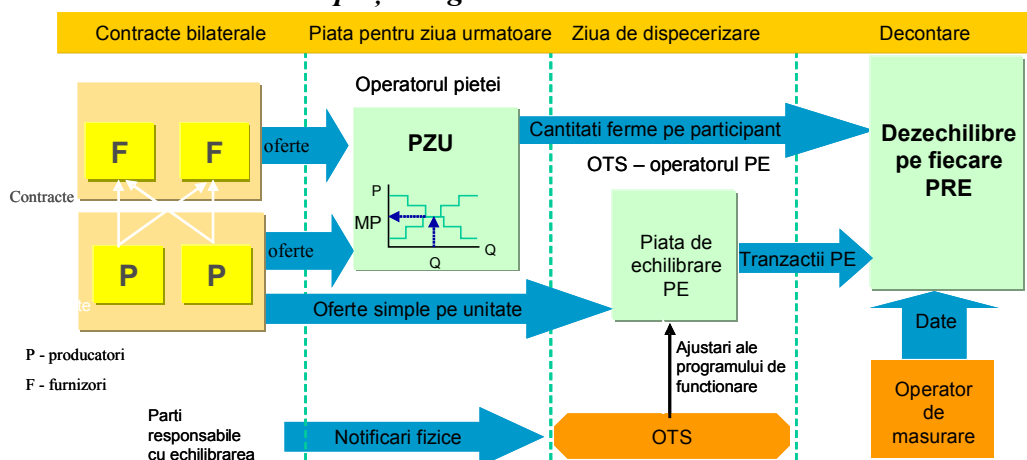 Contracte bilaterale
Piata pentru ziua urmatoare
Ziua de dispecerizare
Decontare
Operatorul pietei
F
F
oferte
PZU
Cantitati ferme pe participant
Dezechilibre
pe fiecare
PRE
OTS – operatorul PE
Contracte
P
MP
Q
Q
P
P
oferte
Piata de
echilibrare
PE
Tranzactii PE
te
Oferte simple pe unitate
Date
P - producatori
F - furnizori
Ajustari ale
programului de
functionare
Operator
de
masurare
Parti
responsabile
cu echilibrarea
Notificari fizice
OTS